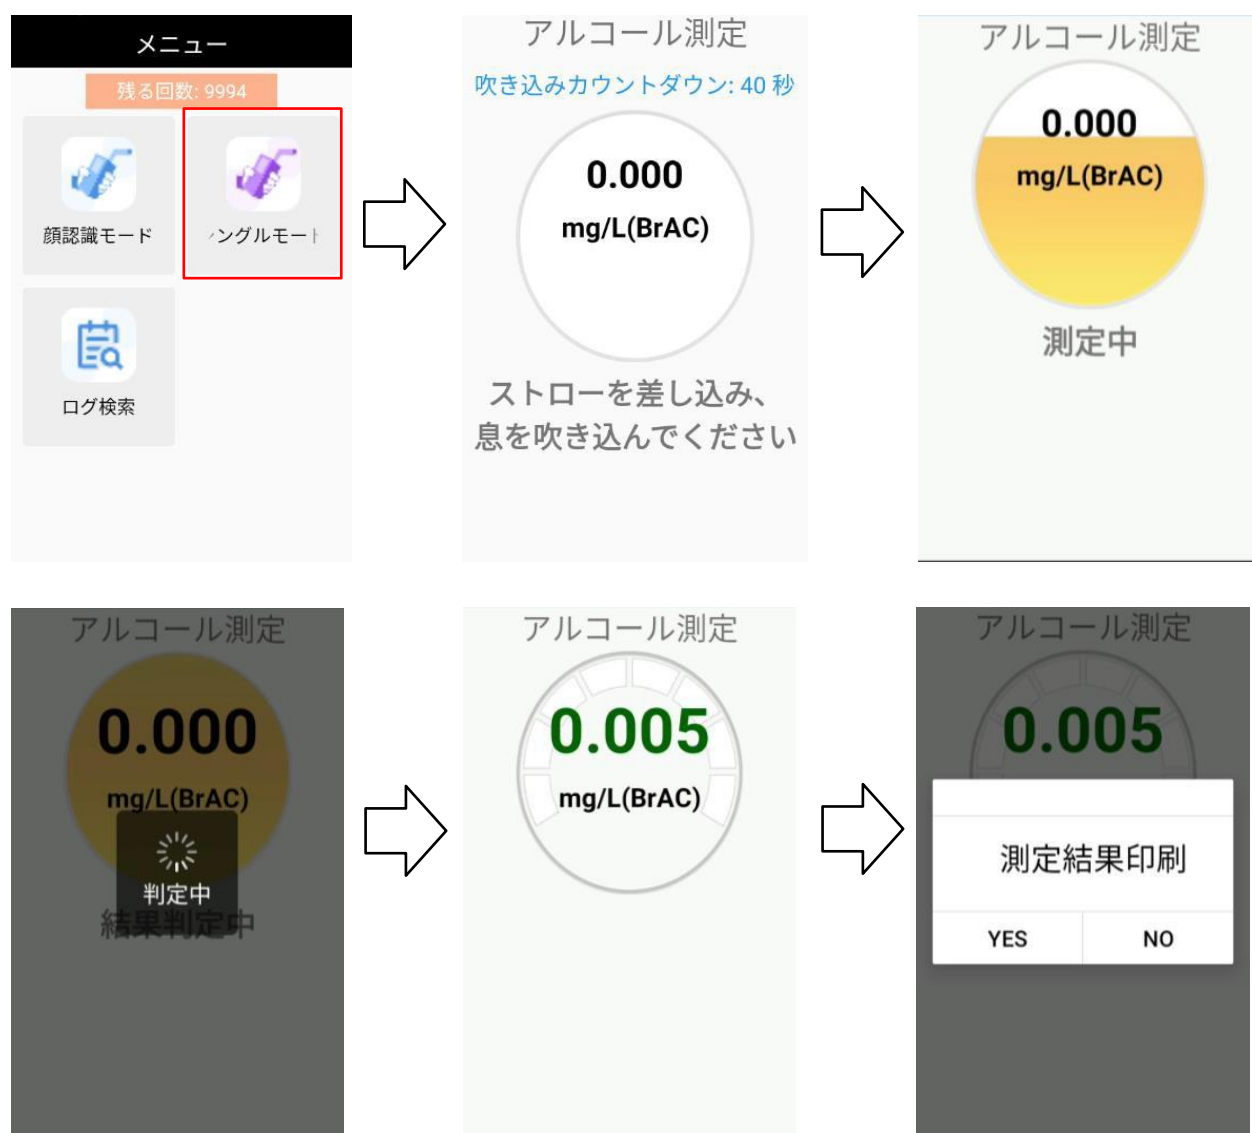 メニュー
残る回数: 9994
顔認識モード
ングルモート
ログ検索
アルコール測定
吹き込みカウントダウン: 40 秒
0.000
mg/L(BrAC)
ストローを差し込み、
息を吹き込んでください
アルコール測定
0.000
mg/L(BrAC)
測定中
アルコール測定
0.000
mg/L(BrAC)
判定中
結果判定中
アルコール測定
0.005
mg/L(BrAC)
アルコール測定
0.005
測定結果印刷
YES
NO